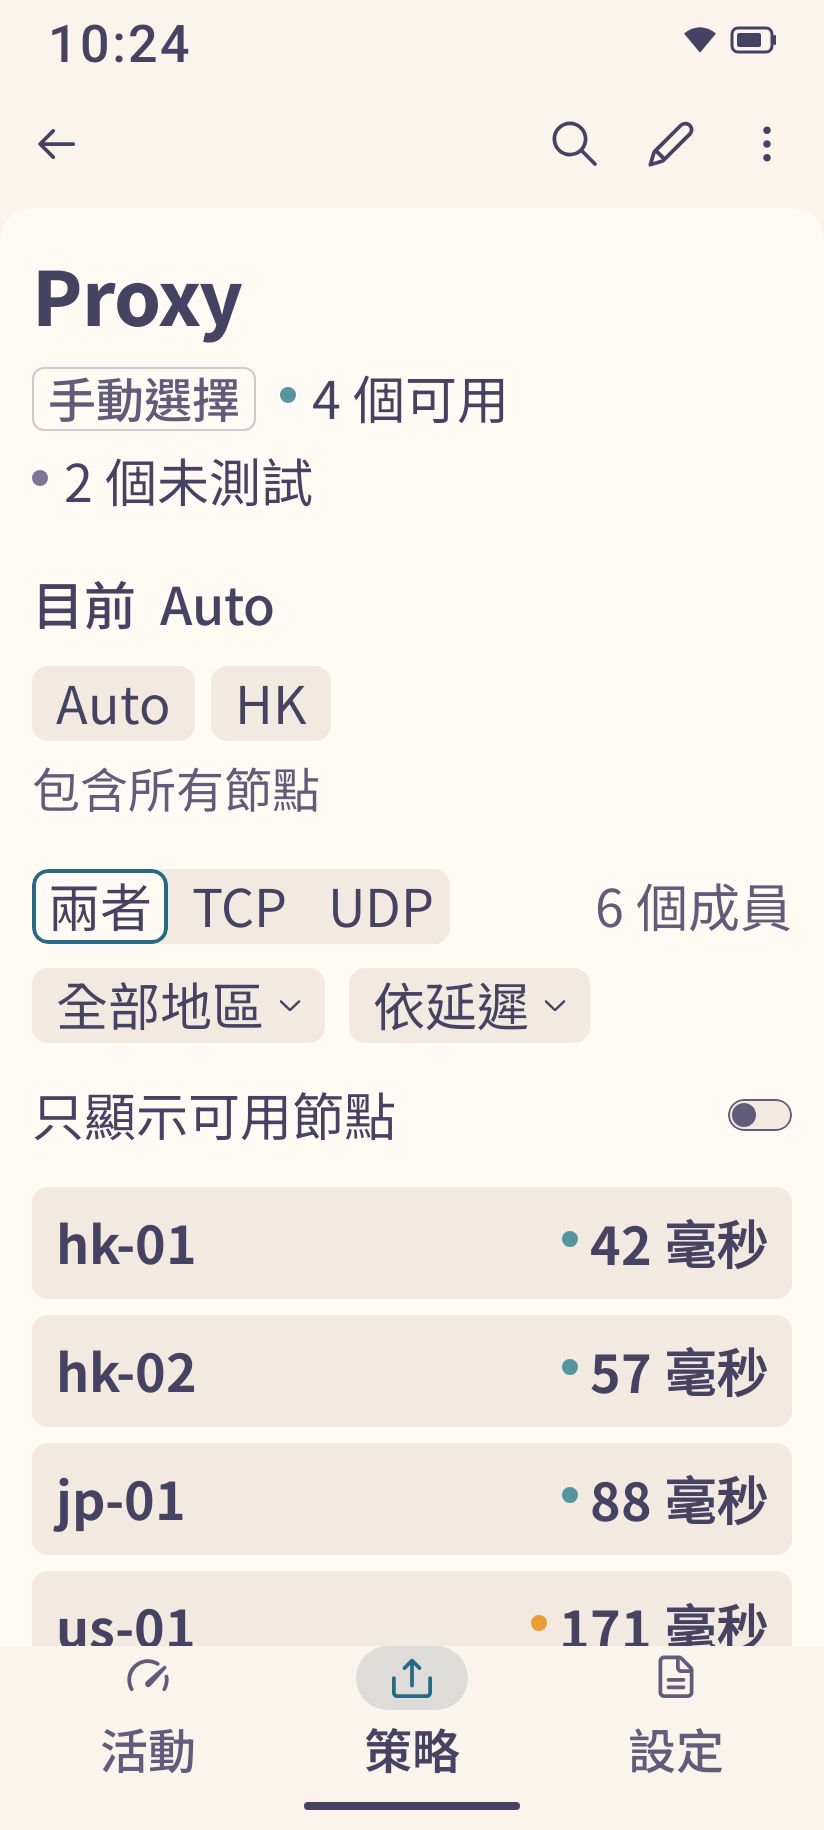 10:24
Proxy
手動選擇 4 個可用
2 個未測試
目前 Auto
Auto HK
包含所有節點
兩者 TCP UDP 6 個成員
全部地區 依延遲
只顯示可用節點
hk-01 42 毫秒
hk-02 57 毫秒
jp-01 88 毫秒
us-01 171 毫秒
活動 策略 設定